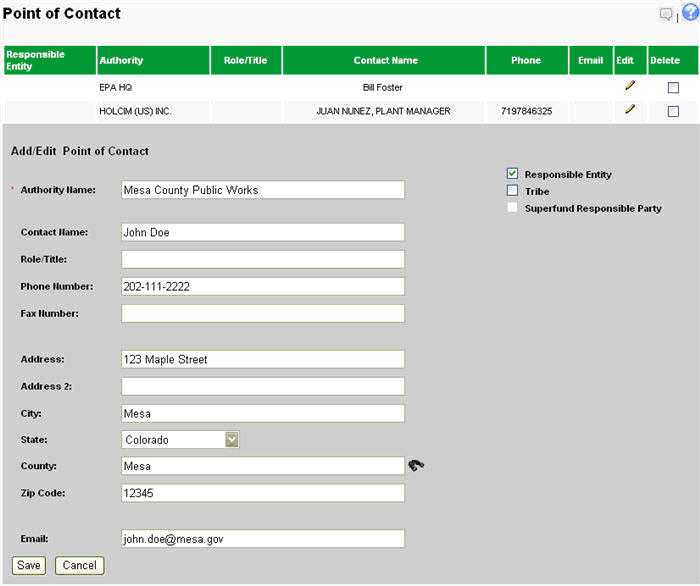 Point of Contact
Responsible Entity Authority Role/Title Contact Name Phone Email Edit Delete
EPA HQ Bill Foster
HOLCIM (US) INC. JUAN NUNEZ, PLANT MANAGER 7197846325
Add/Edit Point of Contact
* Authority Name: Mesa County Public Works
Responsible Entity
Tribe
Superfund Responsible Party
Contact Name: John Doe
Role/Title:
Phone Number: 202-111-2222
Fax Number:
Address: 123 Maple Street
Address 2:
City: Mesa
State: Colorado
County: Mesa
Zip Code: 12345
Email: john.doe@mesa.gov
Save Cancel